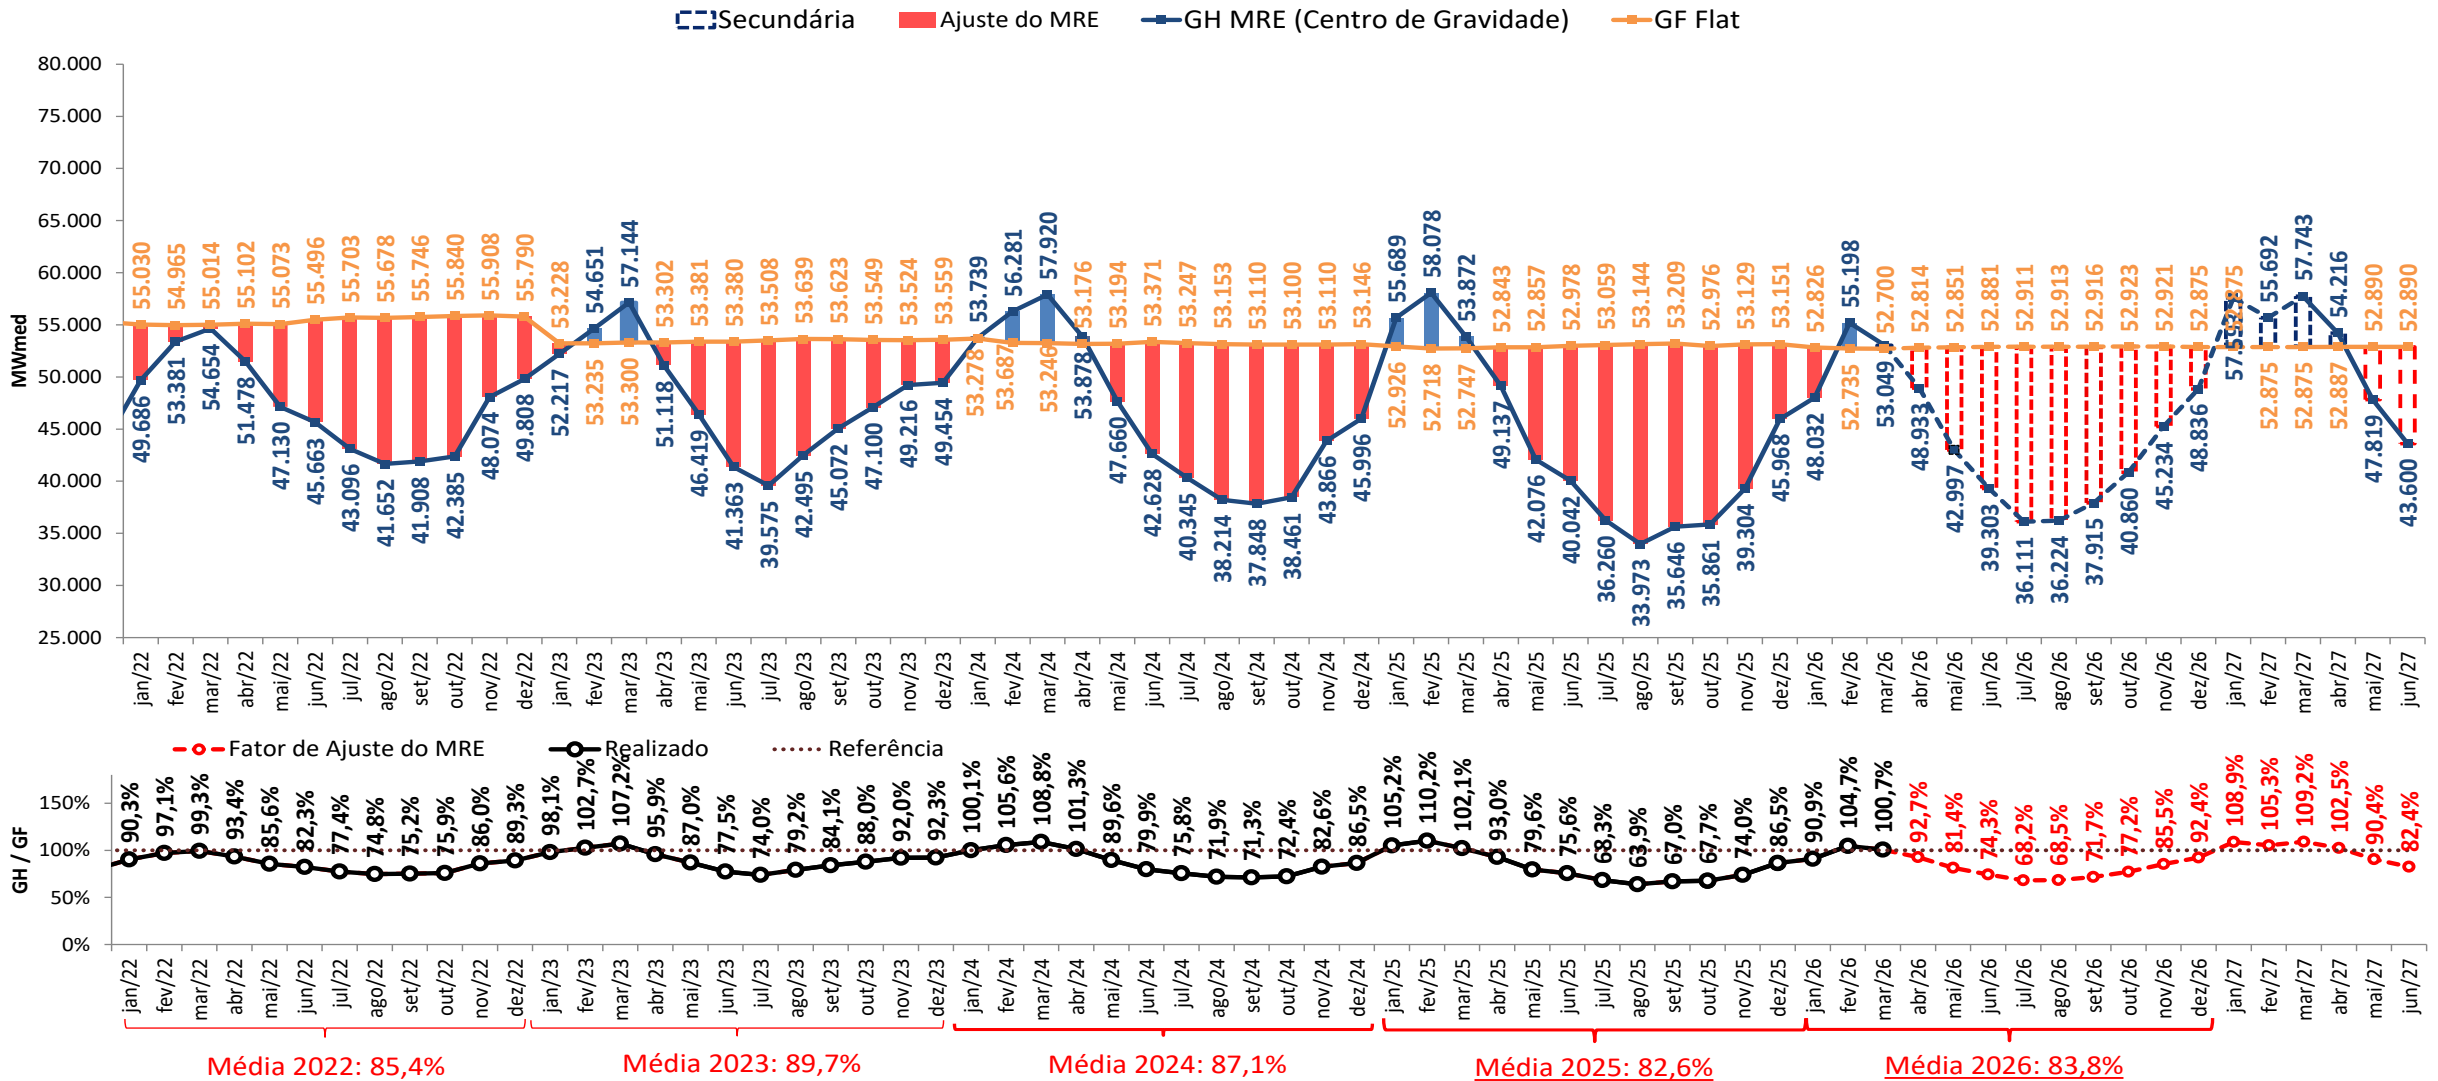 Secundária Ajuste do MRE GH MRE (Centro de Gravidade) GF Flat
MWmed
80.000
75.000
70.000
65.000
60.000
55.000
50.000
45.000
40.000
35.000
30.000
25.000
55.030 54.965 55.014 55.102 55.073 55.496 55.703 55.678 55.746 55.840 55.908 55.790 53.228 54.651 57.144 53.302 53.381 53.380 53.508 53.639 53.623 53.549 53.524 53.559 53.739 56.281 57.920 53.176 53.194 53.371 53.247 53.153 53.110 53.100 53.110 53.146 55.689 58.078 53.872 52.843 52.857 52.978 53.059 53.144 53.209 52.976 53.129 53.151 52.826 55.198 52.700 52.814 52.851 52.881 52.911 52.913 52.916 52.923 52.921 52.875 52.875 55.692 57.743 54.216 52.890 52.890
49.686 53.381 54.654 51.478 47.130 45.663 43.096 41.652 41.908 42.385 48.074 49.808 52.217 53.235 53.300 51.118 46.419 41.363 39.575 42.495 45.072 47.100 49.216 49.454 53.278 53.687 53.246 53.878 47.660 42.628 40.345 38.214 37.848 38.461 43.866 45.996 52.926 52.718 52.747 49.137 42.076 40.042 36.260 33.973 35.646 35.861 39.304 45.968 48.032 52.735 53.049 48.933 42.997 39.303 36.111 36.224 37.915 40.860 45.234 48.836 52.875 52.875 52.887 47.819 43.600
jan/22 fev/22 mar/22 abr/22 mai/22 jun/22 jul/22 ago/22 set/22 out/22 nov/22 dez/22 jan/23 fev/23 mar/23 abr/23 mai/23 jun/23 jul/23 ago/23 set/23 out/23 nov/23 dez/23 jan/24 fev/24 mar/24 abr/24 mai/24 jun/24 jul/24 ago/24 set/24 out/24 nov/24 dez/24 jan/25 fev/25 mar/25 abr/25 mai/25 jun/25 jul/25 ago/25 set/25 out/25 nov/25 dez/25 jan/26 fev/26 mar/26 abr/26 mai/26 jun/26 jul/26 ago/26 set/26 out/26 nov/26 dez/26 jan/27 fev/27 mar/27 abr/27 mai/27 jun/27
Fator de Ajuste do MRE Realizado Referência
GH / GF
150%
100%
50%
0%
90,3% 97,1% 99,3% 93,4% 85,6% 82,3% 77,4% 74,8% 75,2% 75,9% 86,0% 89,3% 98,1% 102,7% 107,2% 95,9% 87,0% 77,5% 74,0% 79,2% 84,1% 88,0% 92,0% 92,3% 100,1% 105,6% 108,8% 101,3% 89,6% 79,9% 75,8% 71,9% 71,3% 72,4% 82,6% 86,5% 105,2% 110,2% 102,1% 93,0% 79,6% 75,6% 68,3% 63,9% 67,0% 67,7% 74,0% 86,5% 90,9% 104,7% 100,7% 92,7% 81,4% 74,3% 68,2% 68,5% 71,7% 77,2% 85,5% 92,4% 108,9% 105,3% 109,2% 102,5% 90,4% 82,4%
jan/22 fev/22 mar/22 abr/22 mai/22 jun/22 jul/22 ago/22 set/22 out/22 nov/22 dez/22 jan/23 fev/23 mar/23 abr/23 mai/23 jun/23 jul/23 ago/23 set/23 out/23 nov/23 dez/23 jan/24 fev/24 mar/24 abr/24 mai/24 jun/24 jul/24 ago/24 set/24 out/24 nov/24 dez/24 jan/25 fev/25 mar/25 abr/25 mai/25 jun/25 jul/25 ago/25 set/25 out/25 nov/25 dez/25 jan/26 fev/26 mar/26 abr/26 mai/26 jun/26 jul/26 ago/26 set/26 out/26 nov/26 dez/26 jan/27 fev/27 mar/27 abr/27 mai/27 jun/27
Média 2022: 85,4% Média 2023: 89,7% Média 2024: 87,1% Média 2025: 82,6% Média 2026: 83,8%